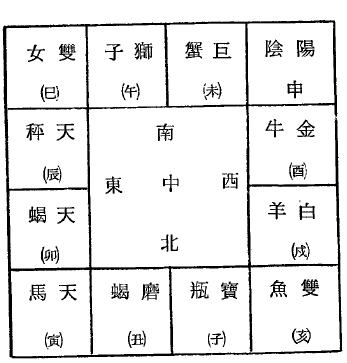 陽陰
申
巨蟹
(未)
獅子
(午)
雙女
(巳)
金牛
(酉)
南
西中東
北
天秤
(辰)
白羊
(戌)
天蝎
(卯)
雙魚
(亥)
寶瓶
(子)
磨蝎
(丑)
天馬
(寅)